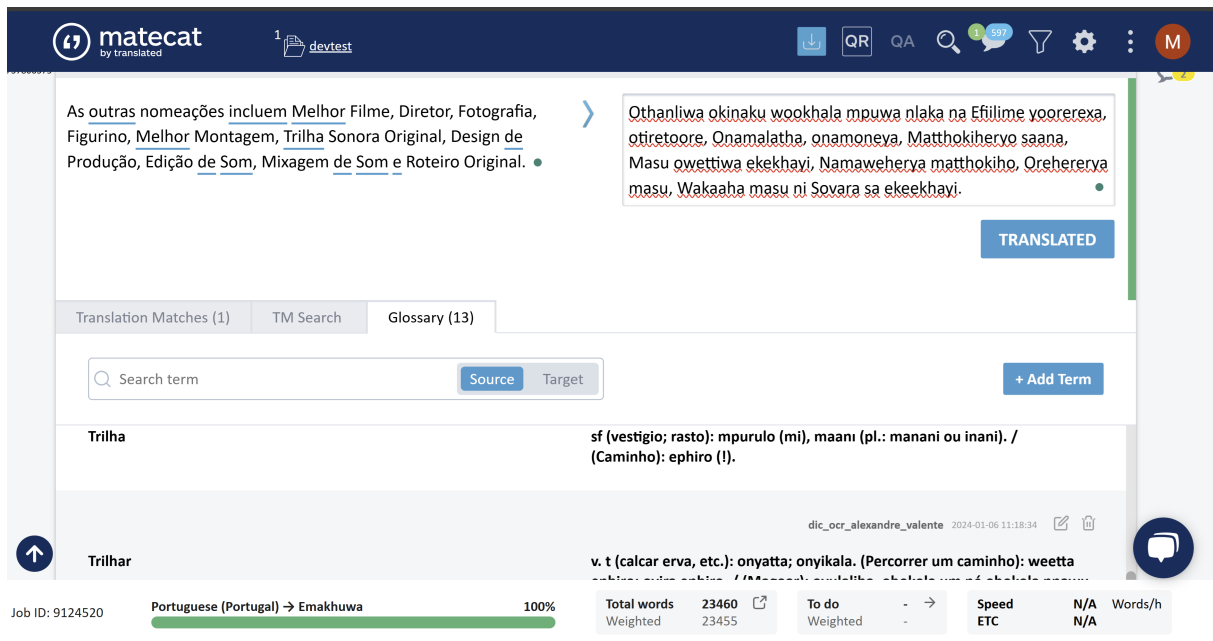 matecat
by translated
1
devtest
QR
QA
1
597
M
2
As outras nomeações incluem Melhor Filme, Diretor, Fotografia,
Figurino, Melhor Montagem, Trilha Sonora Original, Design de
Produção, Edição de Som, Mixagem de Som e Roteiro Original.
Othanliwa okinaku wookhala mpuwa nlaka na Efiilime yoorerexa,
otiretoore, Onamalatha, onamoneya, Matthokiheryo saana,
Masu owettiwa ekekhayi, Namaweherya matthokiho, Orehererya
masu, Wakaaha masu ni Sovara sa ekeekhayi.
TRANSLATED
Translation Matches (1)
TM Search
Glossary (13)
Search term
Source
Target
+ Add Term
Trilha
sf (vestigio; rasto): mpurulo (mi), maanı (pl.: manani ou inani). /
(Caminho): ephiro (!).
dic_ocr_alexandre_valente 2024-01-06 11:18:34
Trilhar
v. t (calcar erva, etc.): onyatta; onyikala. (Percorrer um caminho): weetta
Job ID: 9124520
Portuguese (Portugal) → Emakhuwa
100%
Total words 23460
Weighted 23455
To do - →
Weighted -
Speed N/A Words/h
ETC N/A